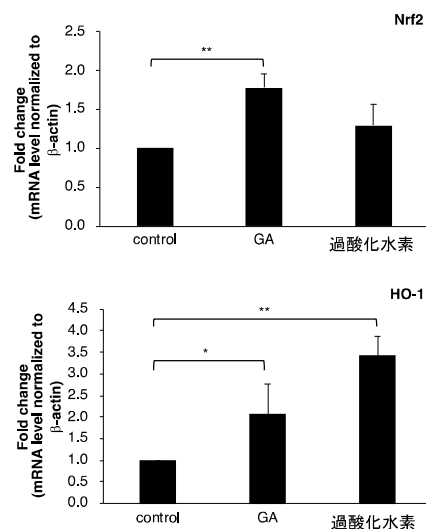 Nrf2
Fold change
(mRNA level normalized to
β-actin)
2.5
2.0
1.5
1.0
0.5
0.0
**
control
GA
過酸化水素
HO-1
Fold change
(mRNA level normalized to
β-actin)
4.5
4.0
3.5
3.0
2.5
2.0
1.5
1.0
0.5
0.0
**
*
control
GA
過酸化水素